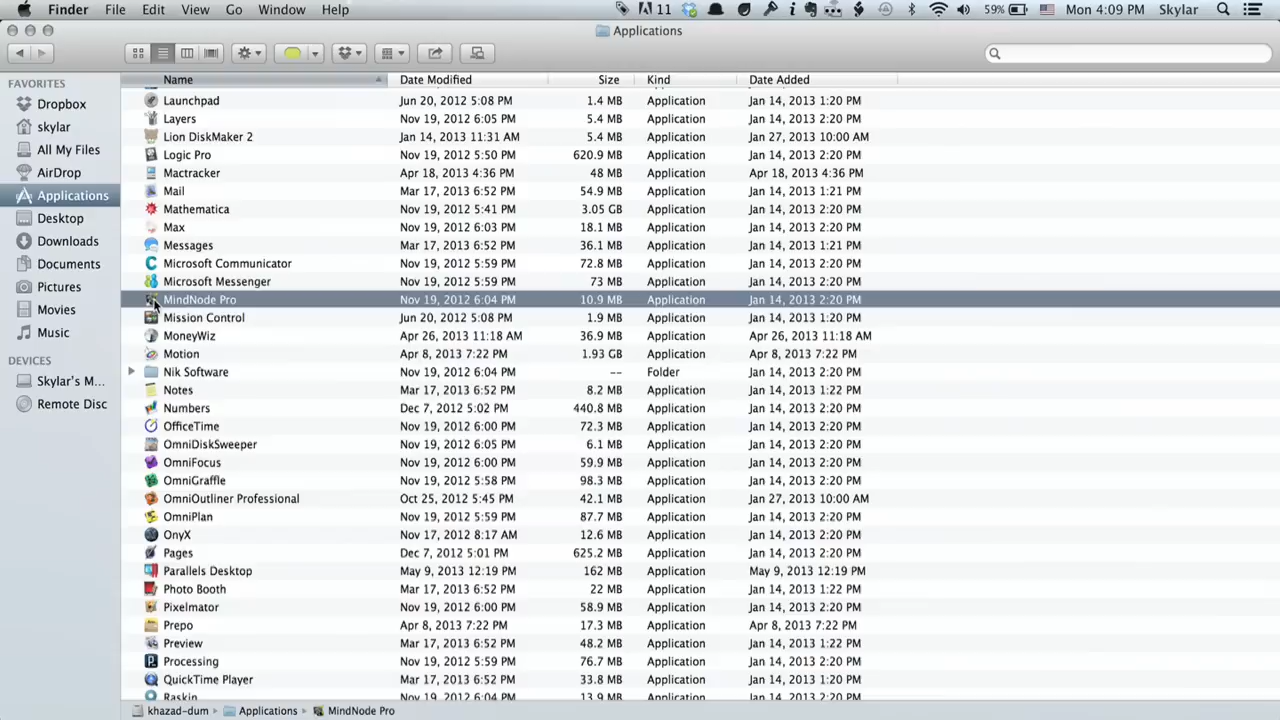 Finder File Edit View Go Window Help 11 59% Mon 4:09 PM Skylar
Applications
FAVORITES
Dropbox
skylar
All My Files
AirDrop
Applications
Desktop
Downloads
Documents
Pictures
Movies
Music
DEVICES
Skylar's M...
Remote Disc
Name Date Modified Size Kind Date Added
Launchpad Jun 20, 2012 5:08 PM 1.4 MB Application Jan 14, 2013 1:20 PM
Layers Nov 19, 2012 6:05 PM 5.4 MB Application Jan 14, 2013 2:20 PM
Lion DiskMaker 2 Jan 14, 2013 11:31 AM 5.4 MB Application Jan 27, 2013 10:00 AM
Logic Pro Nov 19, 2012 5:50 PM 620.9 MB Application Jan 14, 2013 2:20 PM
Mactracker Apr 18, 2013 4:36 PM 48 MB Application Apr 18, 2013 4:36 PM
Mail Mar 17, 2013 6:52 PM 54.9 MB Application Jan 14, 2013 1:21 PM
Mathematica Nov 19, 2012 5:41 PM 3.05 GB Application Jan 14, 2013 2:20 PM
Max Nov 19, 2012 6:03 PM 18.1 MB Application Jan 14, 2013 2:20 PM
Messages Mar 17, 2013 6:52 PM 36.1 MB Application Jan 14, 2013 1:21 PM
Microsoft Communicator Nov 19, 2012 5:59 PM 72.8 MB Application Jan 14, 2013 2:20 PM
Microsoft Messenger Nov 19, 2012 5:59 PM 73 MB Application Jan 14, 2013 2:20 PM
MindNode Pro Nov 19, 2012 6:04 PM 10.9 MB Application Jan 14, 2013 2:20 PM
Mission Control Jun 20, 2012 5:08 PM 1.9 MB Application Jan 14, 2013 1:20 PM
MoneyWiz Apr 26, 2013 11:18 AM 36.9 MB Application Apr 26, 2013 11:18 AM
Motion Apr 8, 2013 7:22 PM 1.93 GB Application Apr 8, 2013 7:22 PM
Nik Software Nov 19, 2012 6:04 PM -- Folder Jan 14, 2013 2:20 PM
Notes Mar 17, 2013 6:52 PM 8.2 MB Application Jan 14, 2013 1:22 PM
Numbers Dec 7, 2012 5:02 PM 440.8 MB Application Jan 14, 2013 2:20 PM
OfficeTime Nov 19, 2012 6:00 PM 72.3 MB Application Jan 14, 2013 2:20 PM
OmniDiskSweeper Nov 19, 2012 6:05 PM 6.1 MB Application Jan 14, 2013 2:20 PM
OmniFocus Nov 19, 2012 6:00 PM 59.9 MB Application Jan 14, 2013 2:20 PM
OmniGraffle Nov 19, 2012 5:58 PM 98.3 MB Application Jan 14, 2013 2:20 PM
OmniOutliner Professional Oct 25, 2012 5:45 PM 42.1 MB Application Jan 27, 2013 10:00 AM
OmniPlan Nov 19, 2012 5:59 PM 87.7 MB Application Jan 14, 2013 2:20 PM
OnyX Nov 17, 2012 8:17 AM 12.6 MB Application Jan 14, 2013 2:20 PM
Pages Dec 7, 2012 5:01 PM 625.2 MB Application Jan 14, 2013 2:20 PM
Parallels Desktop May 9, 2013 12:19 PM 162 MB Application May 9, 2013 12:19 PM
Photo Booth Mar 17, 2013 6:52 PM 22 MB Application Jan 14, 2013 1:22 PM
Pixelmator Nov 19, 2012 6:00 PM 58.9 MB Application Jan 14, 2013 2:20 PM
Prepo Apr 8, 2013 7:22 PM 17.3 MB Application Apr 8, 2013 7:22 PM
Preview Mar 17, 2013 6:52 PM 48.2 MB Application Jan 14, 2013 1:22 PM
Processing Nov 19, 2012 5:59 PM 76.7 MB Application Jan 14, 2013 2:20 PM
QuickTime Player Mar 17, 2013 6:52 PM 33.8 MB Application Jan 14, 2013 1:22 PM
Raskin Nov 19, 2012 6:04 PM 13.9 MB Application Jan 14, 2013 2:20 PM
khazad-dum Applications MindNode Pro